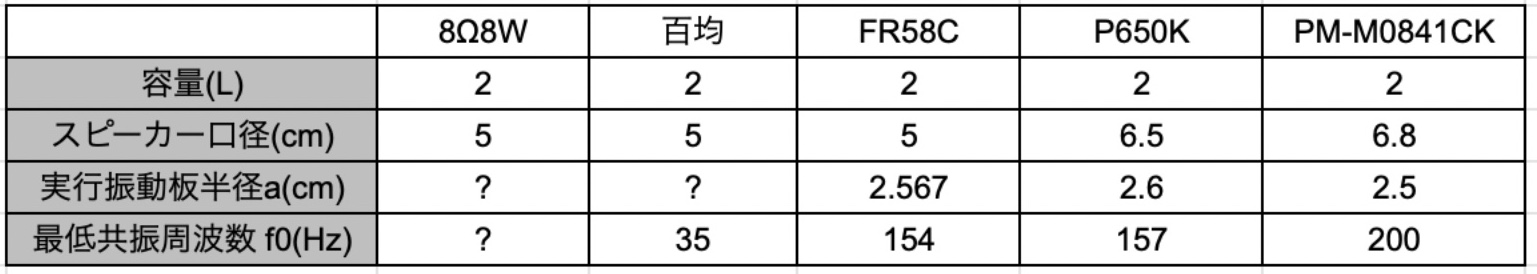 8Ω8W 百均 FR58C P650K PM-M0841CK
容量(L) 2 2 2 2 2
スピーカー口径(cm) 5 5 5 6.5 6.8
実行振動板半径a(cm) ? ? 2.567 2.6 2.5
最低共振周波数 f0(Hz) ? 35 154 157 200